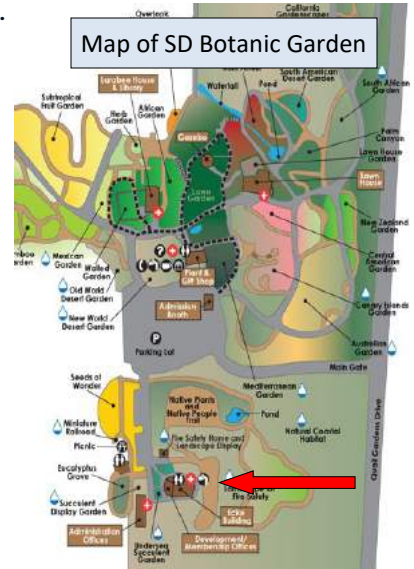 Map of SD Botanic Garden
Overlook
California
Gardenscapes
Larabee House
& Library
African
Garden
Herb
Garden
Subtropical
Fruit Garden
Waterfall
Pond
South American
Desert Garden
South African
Garden
Fern
Canyon
Lawn House
Garden
Lawn
House
Gazebo
Lawn
Garden
New Zealand
Garden
Central
American
Garden
Canary Islands
Garden
Australian
Garden
Mexican
Garden
Walled
Garden
Old World
Desert Garden
New World
Desert Garden
Plant &
Gift Shop
Admission
Booth
P
Parking Lot
Main Gate
Mediterranean
Garden
Quail Gardens Drive
Seeds of
Wonder
Miniature
Railroad
Picnic
Native Plants
and
Native People
Trail
Pond
Natural Coastal
Habitat
Fire Safety Home and
Landscape Display
Eucalyptus
Grove
Succulent
Display Garden
Fire Safety
Ecke
Building
Administration
Offices
Undersea
Succulent
Garden
Development/
Membership Offices